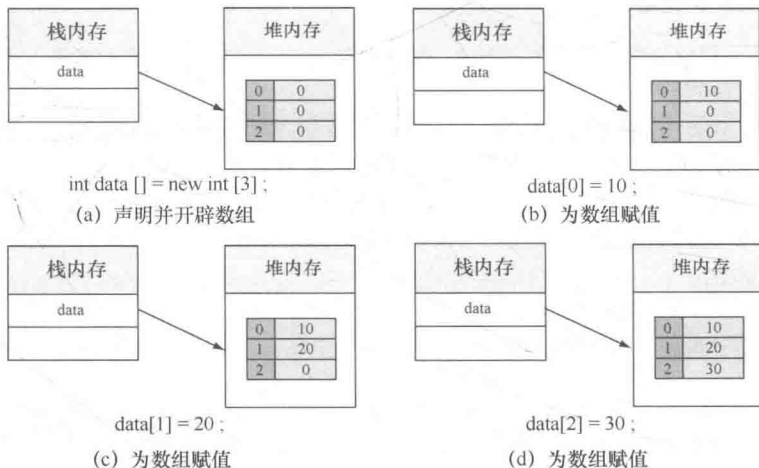 栈内存
data
堆内存
0 0
1 0
2 0
int data [] = new int [3] ;
(a) 声明并开辟数组
栈内存
data
堆内存
0 10
1 0
2 0
data[0] = 10 ;
(b) 为数组赋值
栈内存
data
堆内存
0 10
1 20
2 0
data[1] = 20 ;
(c) 为数组赋值
栈内存
data
堆内存
0 10
1 20
2 30
data[2] = 30 ;
(d) 为数组赋值